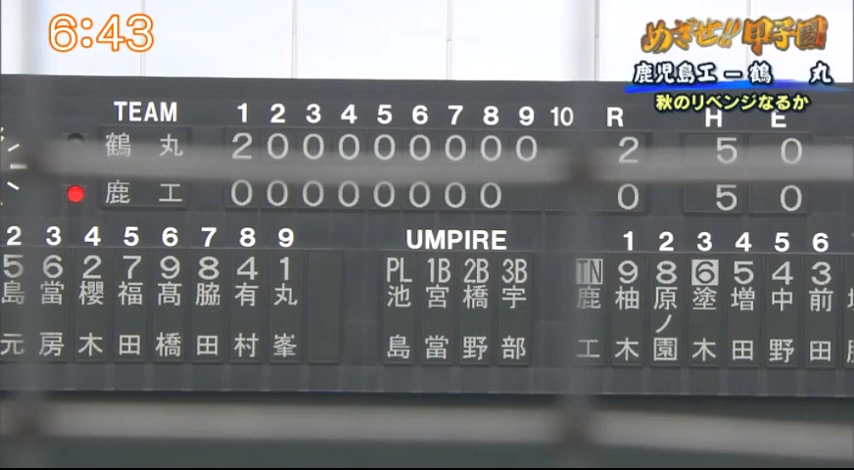 6:43
めざせ!! 甲子園
鹿児島工ー鶴 丸
秋のリベンジなるか
TEAM 1 2 3 4 5 6 7 8 9 10 R H E
鶴 丸 2 0 0 0 0 0 0 0 0 2 5 0
鹿 工 0 0 0 0 0 0 0 0 0 5 0
2 3 4 5 6 7 8 9 UMPIRE 1 2 3 4 5 6
5 6 2 7 9 8 4 1 PL 1B 2B 3B TN 9 8 6 5 4 3
島 當 櫻 福 髙 脇 有 丸 池 宮 橋 宇 鹿 柚 原ノ 塗 増 中 前
元 房 木 田 橋 田 村 峯 島 當 野 部 工 木 園 木 田 野 田